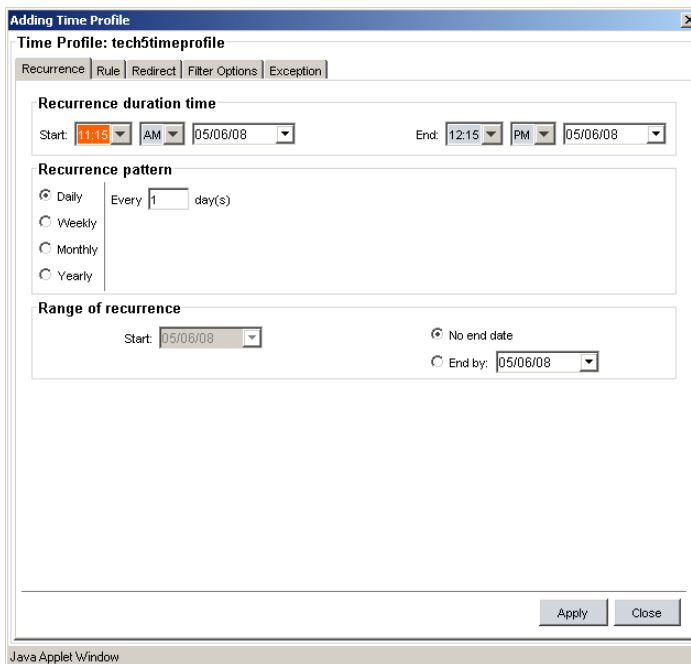 Adding Time Profile
Time Profile: tech5timeprofile
Recurrence Rule Redirect Filter Options Exception
Recurrence duration time
Start: 11:15 AM 05/06/08 End: 12:15 PM 05/06/08
Recurrence pattern
Daily Every 1 day(s)
Weekly
Monthly
Yearly
Range of recurrence
Start: 05/06/08 No end date
End by: 05/06/08
Apply Close
Java Applet Window